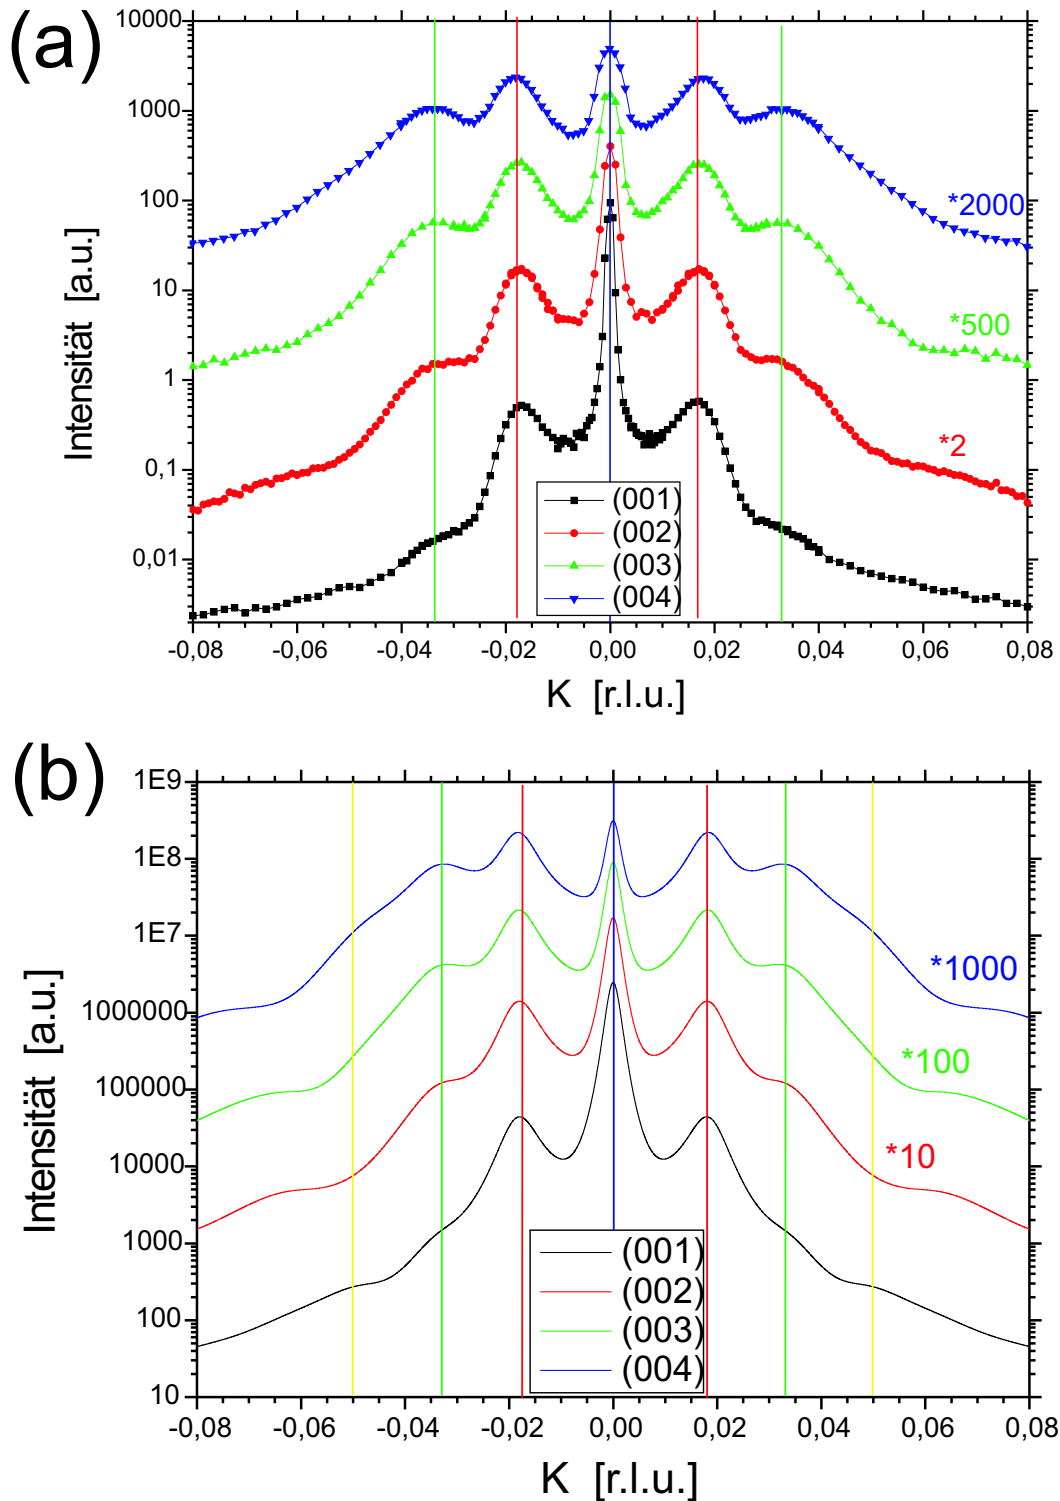 (a)
10000
1000
100
10
1
0,1
0,01
Intensität [a.u.]
*2000
*500
*2
(001)
(002)
(003)
(004)
-0,08 -0,06 -0,04 -0,02 0,00 0,02 0,04 0,06 0,08
K [r.l.u.]
(b)
1E9
1E8
1E7
1000000
100000
10000
1000
100
10
Intensität [a.u.]
*1000
*100
*10
(001)
(002)
(003)
(004)
-0,08 -0,06 -0,04 -0,02 0,00 0,02 0,04 0,06 0,08
K [r.l.u.]